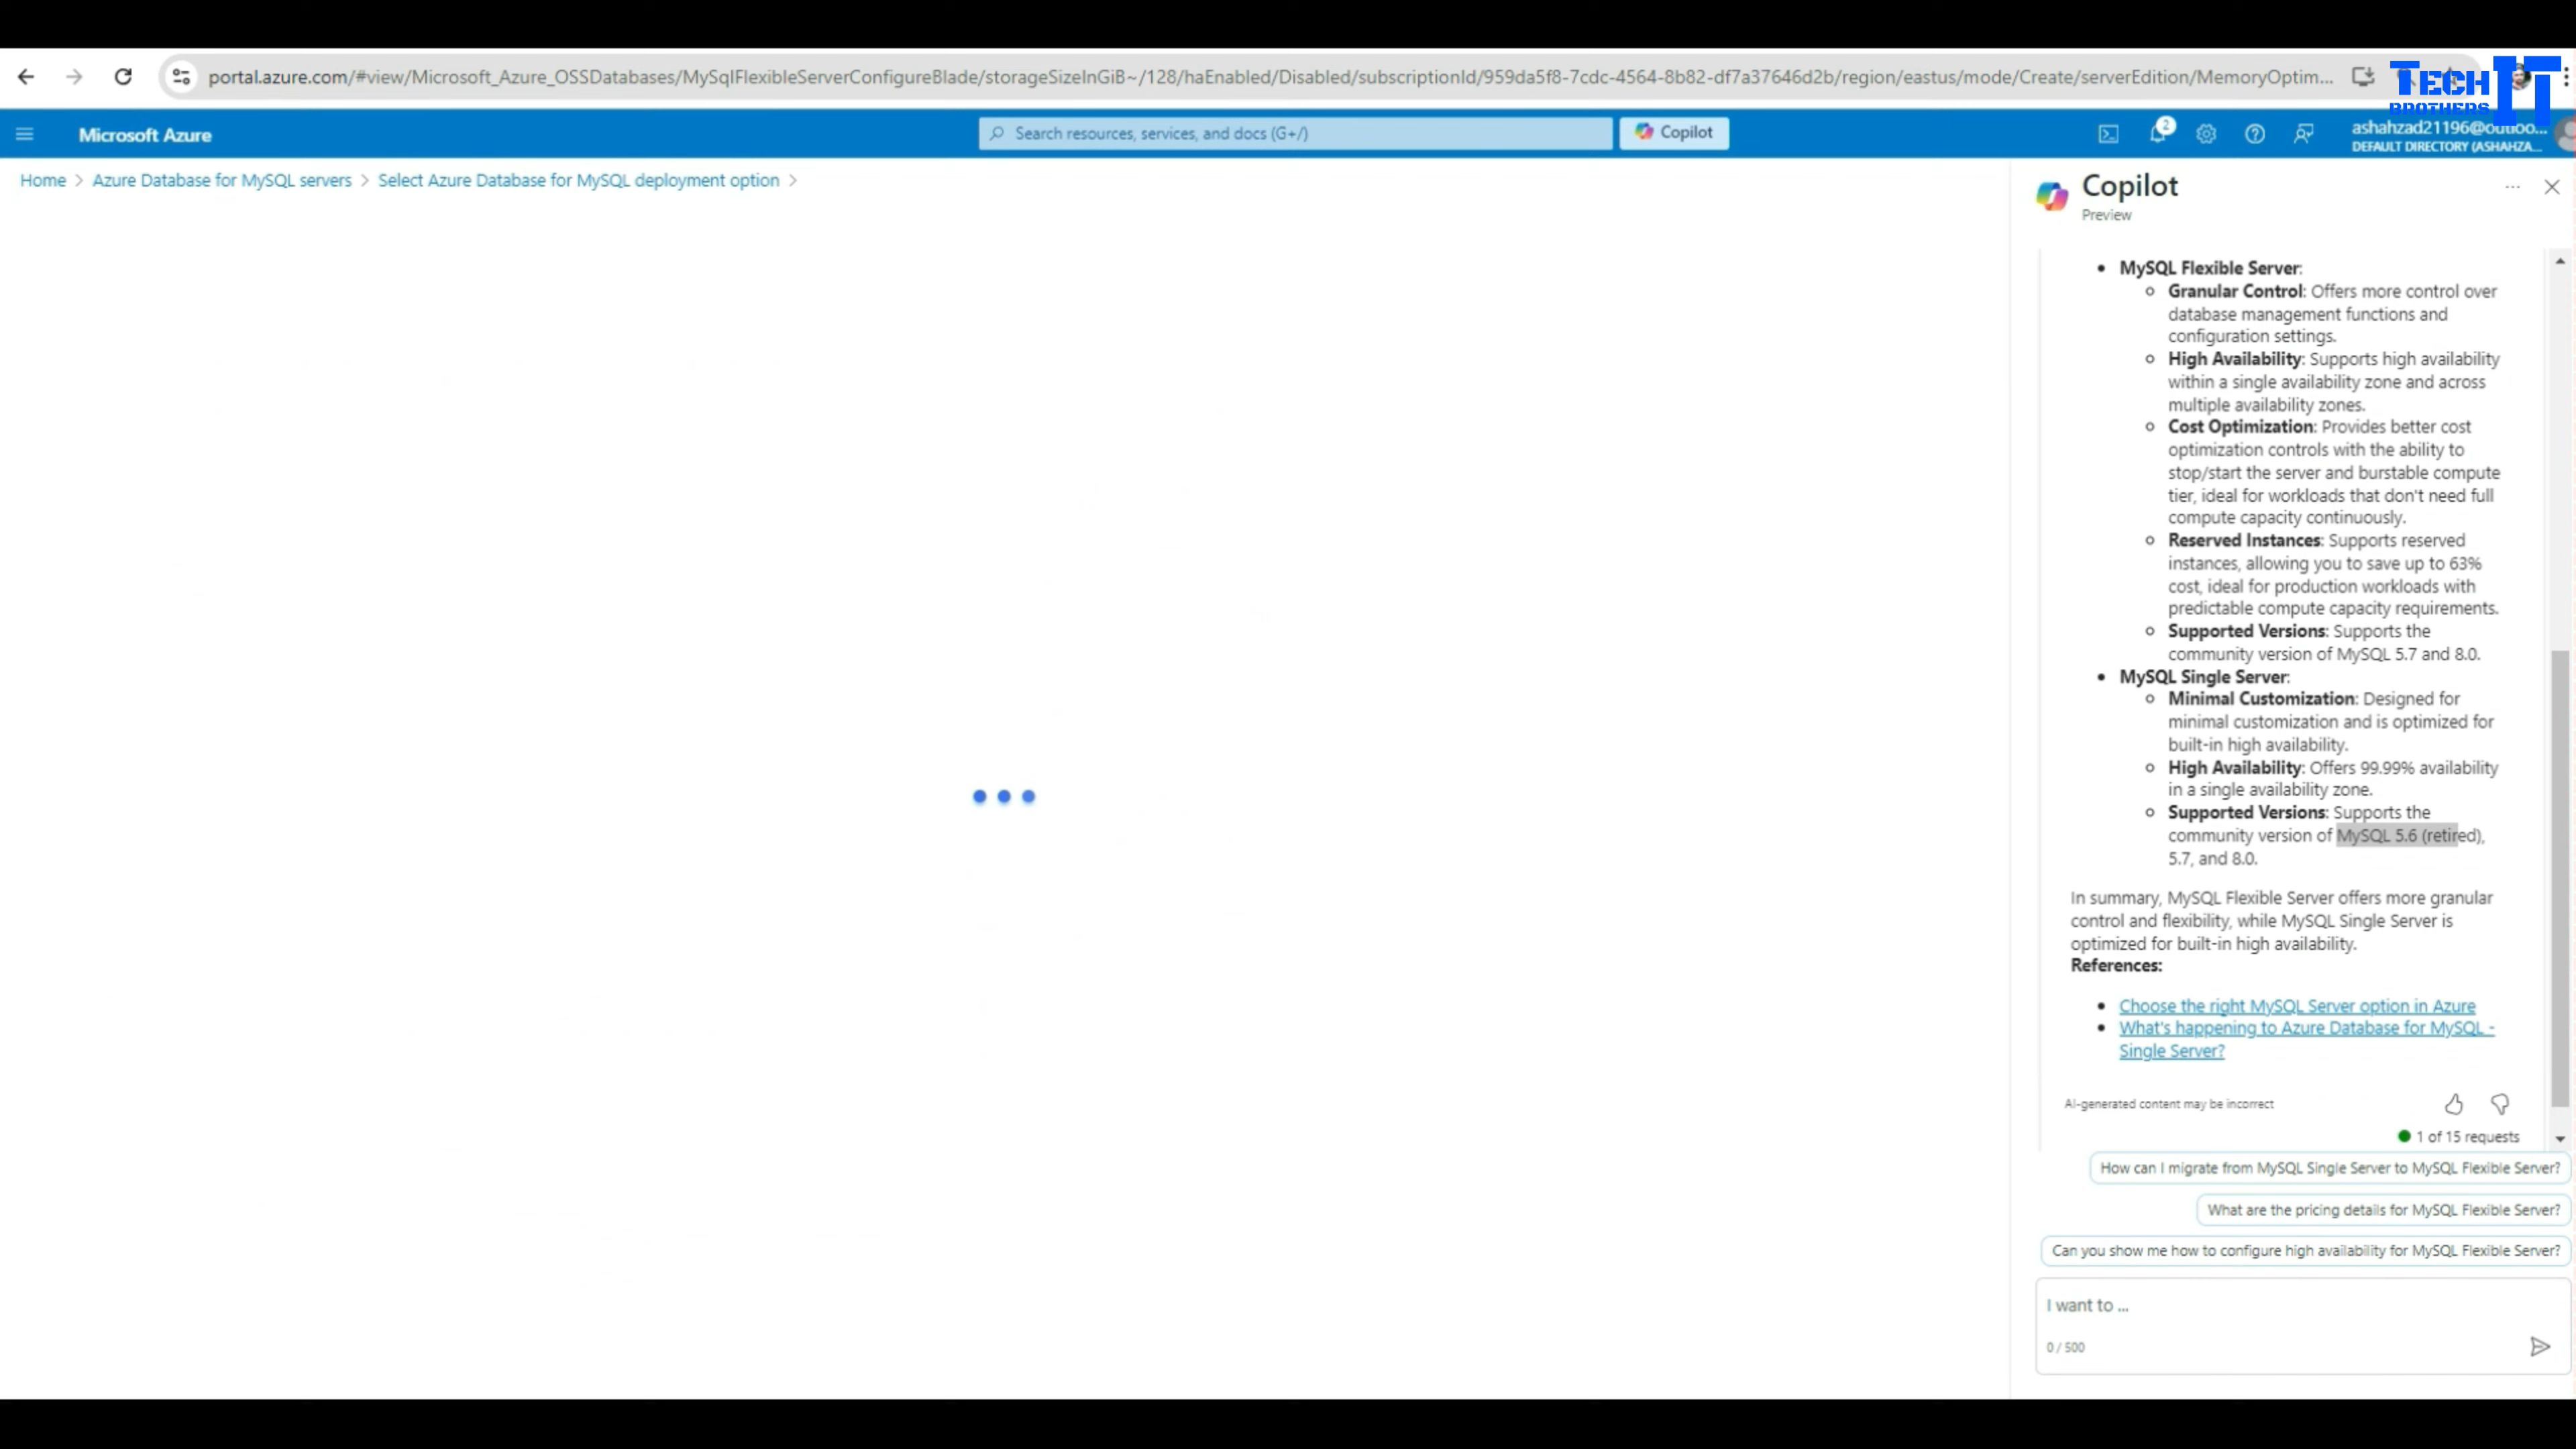 portal.azure.com/#view/Microsoft_Azure_OSSDatabases/MySqlFlexibleServerConfigureBlade/storageSizeInGiB~/128/haEnabled/Disabled/subscriptionId/959da5f8-7cdc-4564-8b82-df7a37646d2b/region/eastus/mode/Create/serverEdition/MemoryOptim...
TECH IT
BROTHERS
Microsoft Azure
Search resources, services, and docs (G+/)
Copilot
2
ashahzad21196@outloo...
DEFAULT DIRECTORY (ASHAHZA...
Home > Azure Database for MySQL servers > Select Azure Database for MySQL deployment option >
Copilot
Preview
• MySQL Flexible Server:
Granular Control: Offers more control over
database management functions and
configuration settings.
High Availability: Supports high availability
within a single availability zone and across
multiple availability zones.
Cost Optimization: Provides better cost
optimization controls with the ability to
stop/start the server and burstable compute
tier, ideal for workloads that don't need full
compute capacity continuously.
Reserved Instances: Supports reserved
instances, allowing you to save up to 63%
cost, ideal for production workloads with
predictable compute capacity requirements.
Supported Versions: Supports the
community version of MySQL 5.7 and 8.0.
• MySQL Single Server:
Minimal Customization: Designed for
minimal customization and is optimized for
built-in high availability.
High Availability: Offers 99.99% availability
in a single availability zone.
Supported Versions: Supports the
community version of MySQL 5.6 (retired),
5.7, and 8.0.
In summary, MySQL Flexible Server offers more granular
control and flexibility, while MySQL Single Server is
optimized for built-in high availability.
References:
• Choose the right MySQL Server option in Azure
• What's happening to Azure Database for MySQL -
Single Server?
AI-generated content may be incorrect
1 of 15 requests
How can I migrate from MySQL Single Server to MySQL Flexible Server?
What are the pricing details for MySQL Flexible Server?
Can you show me how to configure high availability for MySQL Flexible Server?
I want to ...
0 / 500